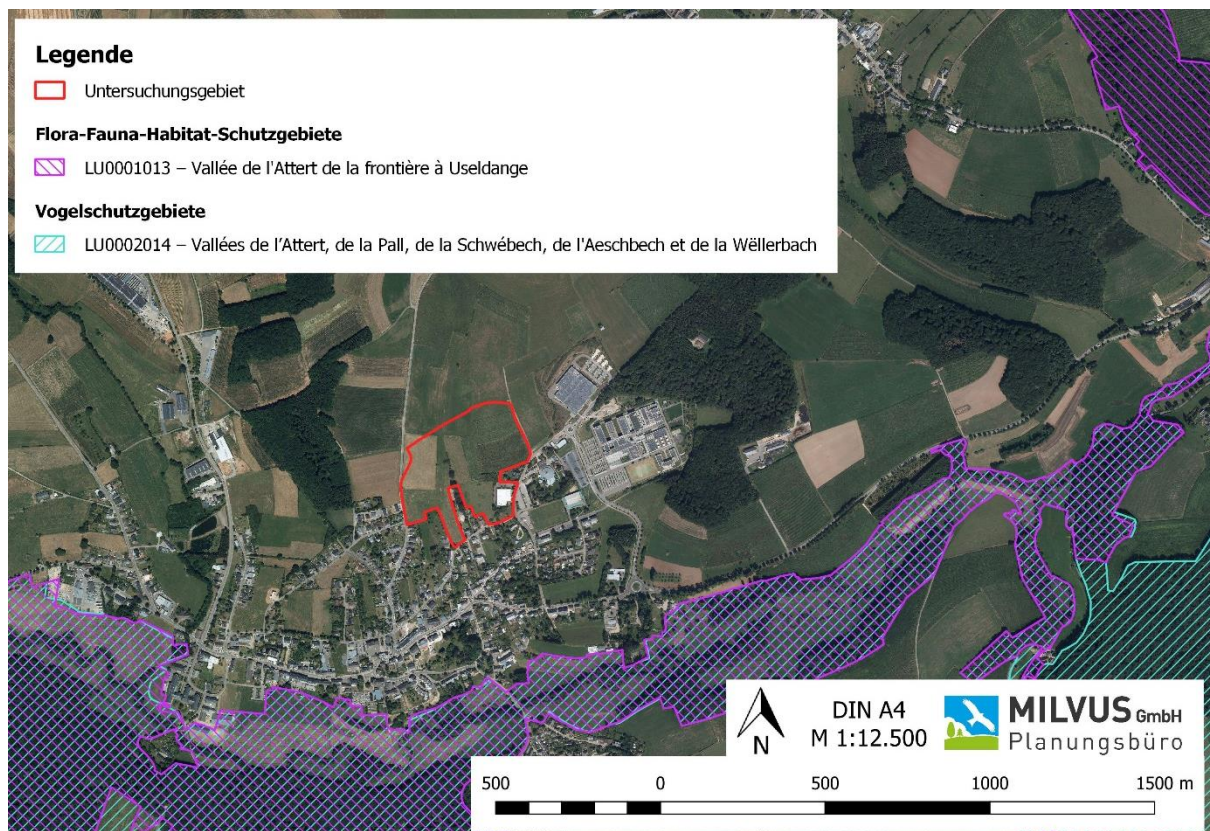 Legende
Untersuchungsgebiet
Flora-Fauna-Habitat-Schutzgebiete
LU0001013 – Vallée de l'Attert de la frontière à Useldange
Vogelschutzgebiete
LU0002014 – Vallées de l’Attert, de la Pall, de la Schwébech, de l'Aeschbech et de la Wëllerbach
N
DIN A4
M 1:12.500
MILVUS GmbH
Planungsbüro
500 0 500 1000 1500 m